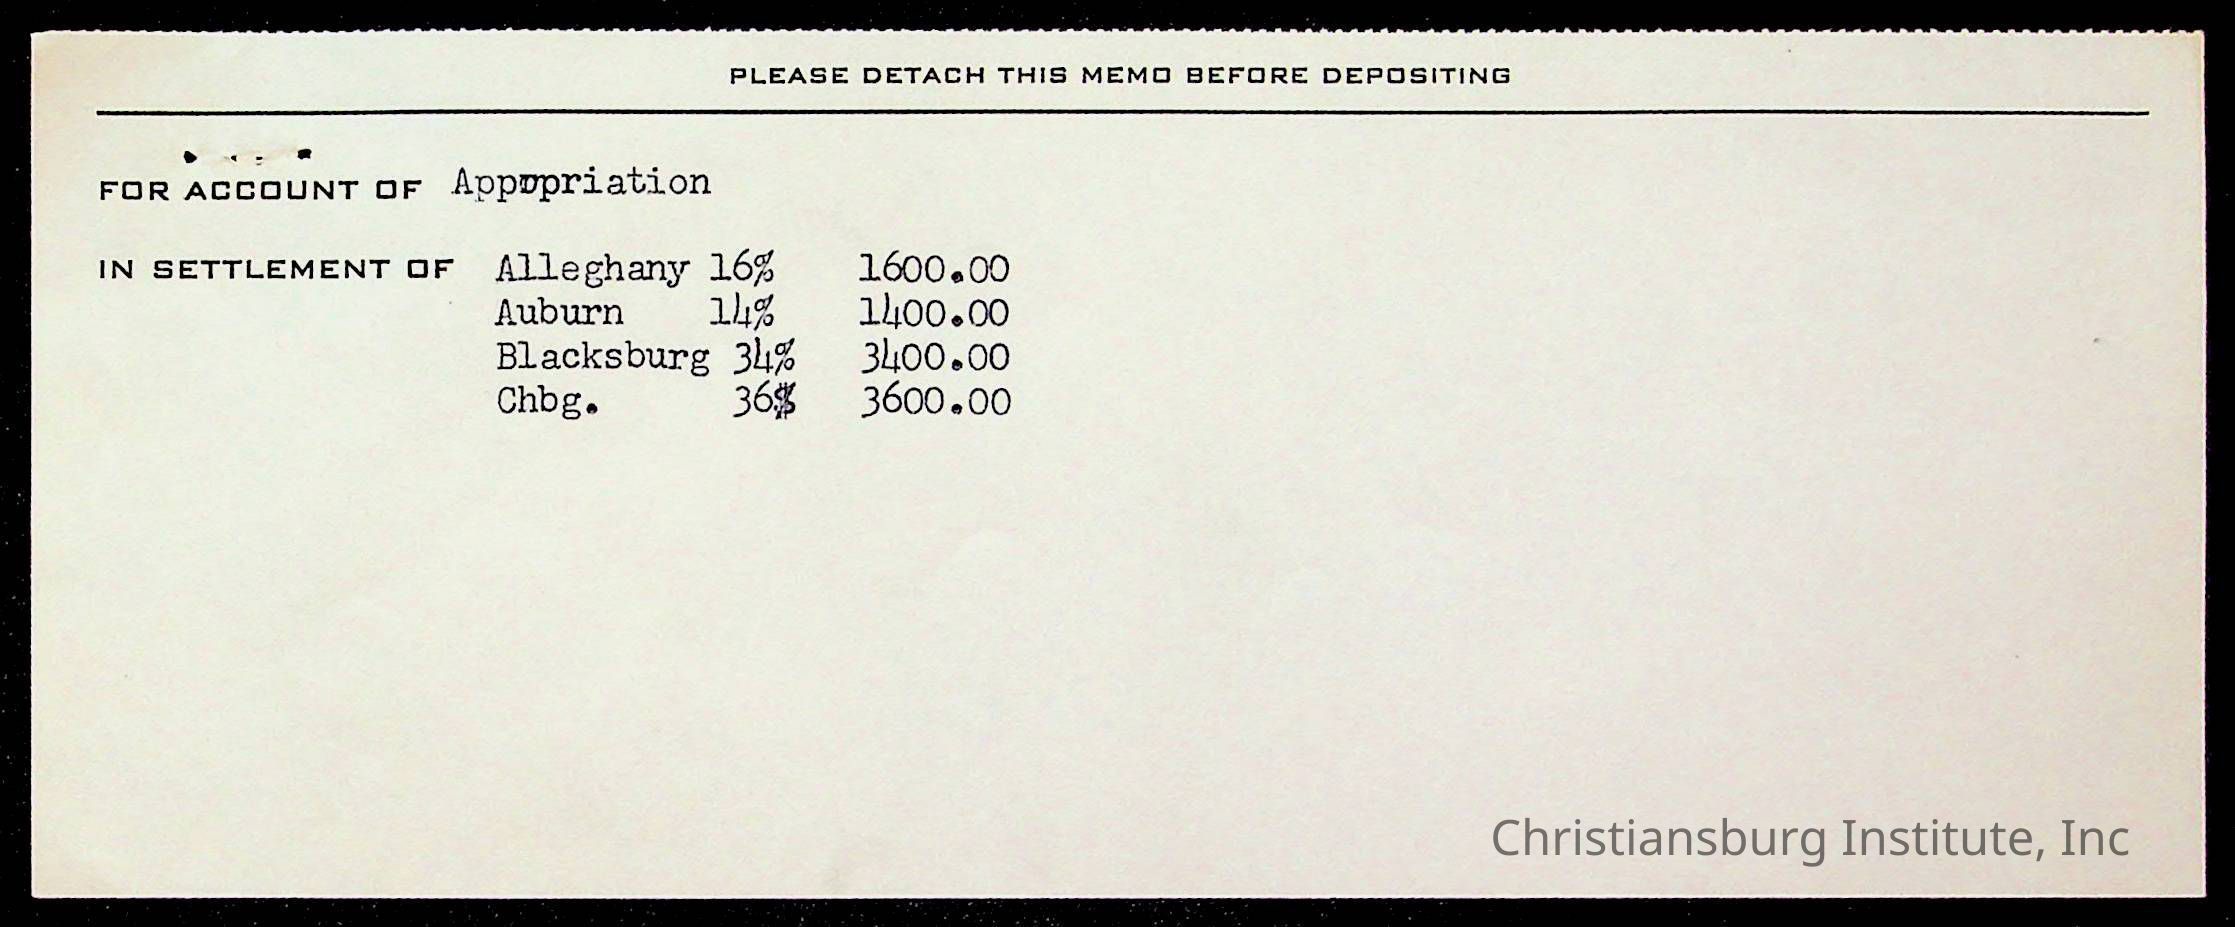 PLEASE DETACH THIS MEMO BEFORE DEPOSITING
FOR ACCOUNT OF Appropriation
IN SETTLEMENT OF Alleghany 16% 1600.00
Auburn 14% 1400.00
Blacksburg 34% 3400.00
Chbg. 36% 3600.00
Christiansburg Institute, Inc